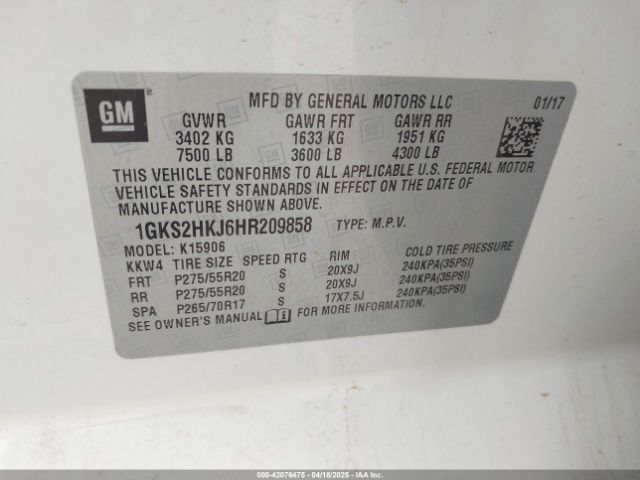 GM
MFD BY GENERAL MOTORS LLC 01/17
GVWR GAWR FRT GAWR RR
3402 KG 1633 KG 1951 KG
7500 LB 3600 LB 4300 LB
THIS VEHICLE CONFORMS TO ALL APPLICABLE U.S. FEDERAL MOTOR
VEHICLE SAFETY STANDARDS IN EFFECT ON THE DATE OF
MANUFACTURE SHOWN ABOVE.
1GKS2HKJ6HR209858 TYPE: M.P.V.
MODEL: K15906
KKW4 TIRE SIZE SPEED RTG RIM COLD TIRE PRESSURE
FRT P275/55R20 S 20X9J 240KPA(35PSI)
RR P275/55R20 S 20X9J 240KPA(35PSI)
SPA P265/70R17 S 17X7.5J 240KPA(35PSI)
SEE OWNER'S MANUAL FOR MORE INFORMATION.
000-42076475 - 04/18/2025 - IAAI.COM